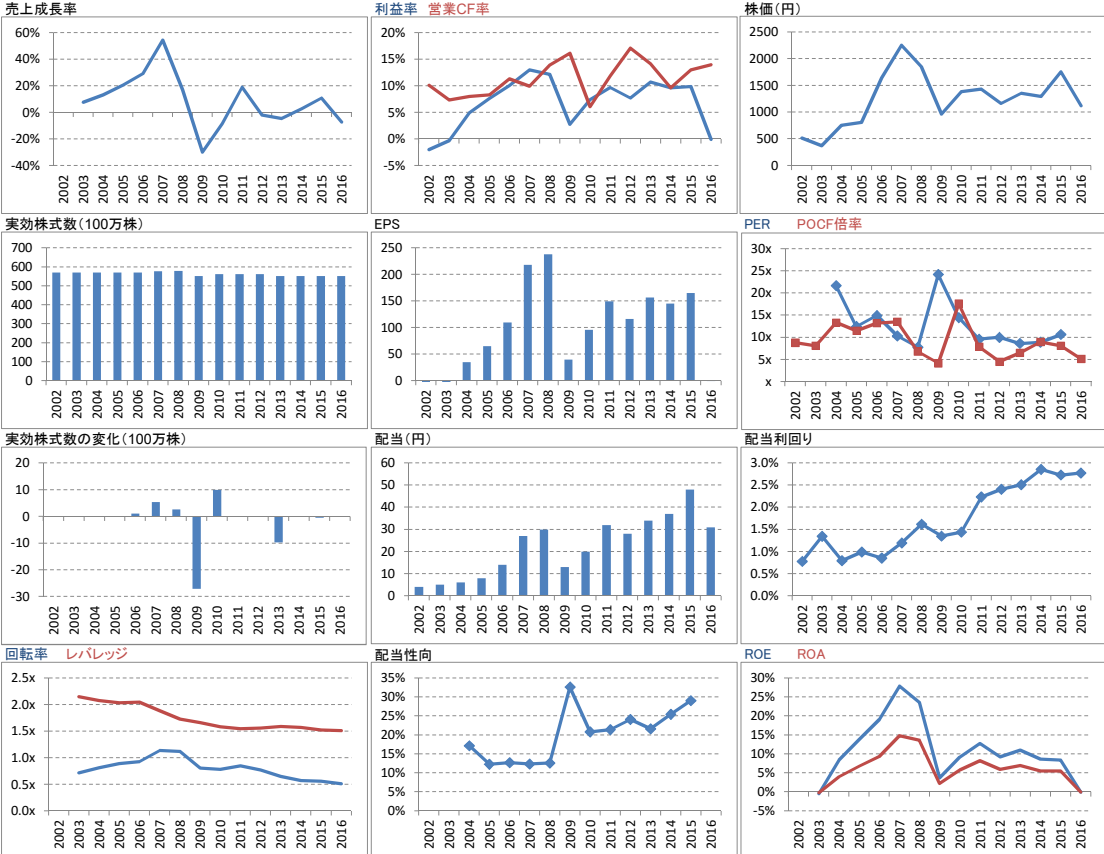 売上成長率
60%
40%
20%
0%
-20%
-40%
2002 2003 2004 2005 2006 2007 2008 2009 2010 2011 2012 2013 2014 2015 2016
利益率 営業CF率
20%
15%
10%
5%
0%
-5%
2002 2003 2004 2005 2006 2007 2008 2009 2010 2011 2012 2013 2014 2015 2016
株価(円)
2500
2000
1500
1000
500
0
2002 2003 2004 2005 2006 2007 2008 2009 2010 2011 2012 2013 2014 2015 2016
実効株式数(100万株)
700
600
500
400
300
200
100
0
2002 2003 2004 2005 2006 2007 2008 2009 2010 2011 2012 2013 2014 2015 2016
EPS
250
200
150
100
50
0
2002 2003 2004 2005 2006 2007 2008 2009 2010 2011 2012 2013 2014 2015 2016
PER POCF倍率
30x
25x
20x
15x
10x
5x
x
2002 2003 2004 2005 2006 2007 2008 2009 2010 2011 2012 2013 2014 2015 2016
実効株式数の変化(100万株)
20
10
0
-10
-20
-30
2002 2003 2004 2005 2006 2007 2008 2009 2010 2011 2012 2013 2014 2015 2016
配当(円)
60
50
40
30
20
10
0
2002 2003 2004 2005 2006 2007 2008 2009 2010 2011 2012 2013 2014 2015 2016
配当利回り
3.0%
2.5%
2.0%
1.5%
1.0%
0.5%
0.0%
2002 2003 2004 2005 2006 2007 2008 2009 2010 2011 2012 2013 2014 2015 2016
回転率 レバレッジ
2.5x
2.0x
1.5x
1.0x
0.5x
0.0x
2002 2003 2004 2005 2006 2007 2008 2009 2010 2011 2012 2013 2014 2015 2016
配当性向
35%
30%
25%
20%
15%
10%
5%
0%
2002 2003 2004 2005 2006 2007 2008 2009 2010 2011 2012 2013 2014 2015 2016
ROE ROA
30%
25%
20%
15%
10%
5%
0%
-5%
2002 2003 2004 2005 2006 2007 2008 2009 2010 2011 2012 2013 2014 2015 2016